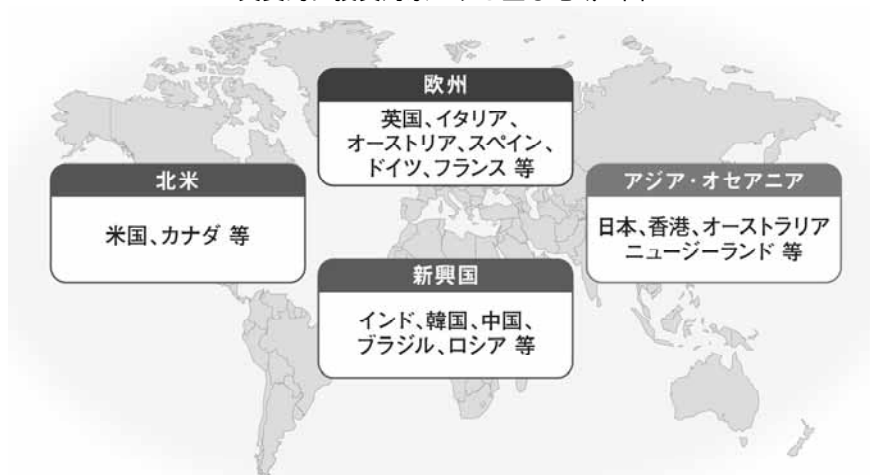 欧州
英国、イタリア、
オーストリア、スペイン、
ドイツ、フランス 等
北米
米国、カナダ 等
アジア・オセアニア
日本、香港、オーストラリア
ニュージーランド 等
新興国
インド、韓国、中国、
ブラジル、ロシア 等